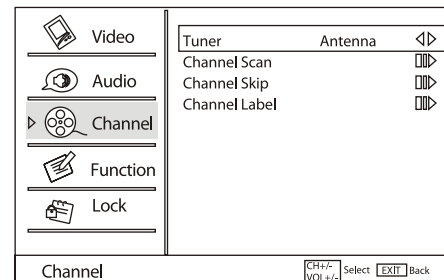 Video
Audio
Channel
Function
Lock
Tuner Antenna
Channel Scan
Channel Skip
Channel Label
Channel
CH+/-
VOL+/- Select EXIT Back